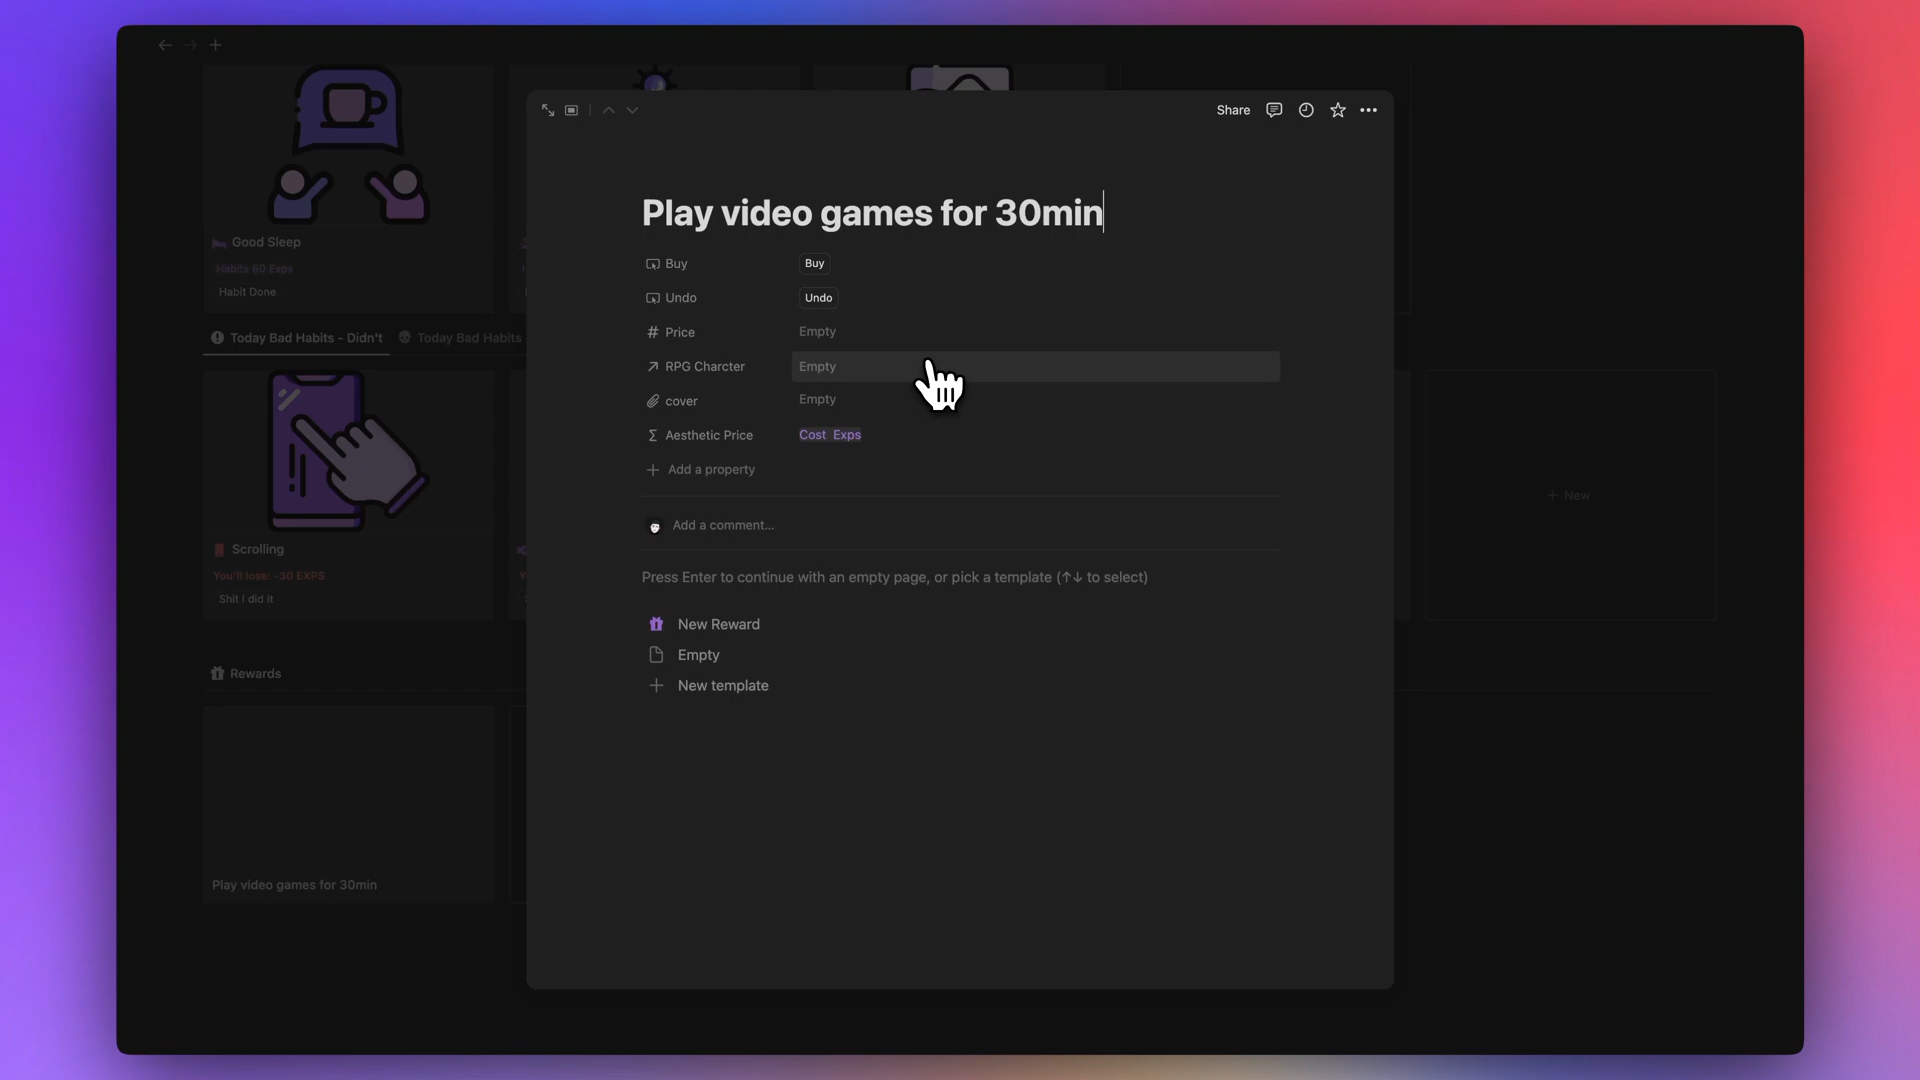 Share
Play video games for 30min
Buy Buy
Undo Undo
Price Empty
RPG Charcter Empty
cover Empty
Aesthetic Price Cost Exps
Add a property
Add a comment...
Press Enter to continue with an empty page, or pick a template (↑↓ to select)
New Reward
Empty
New template
Good Sleep
Habits 60 Exps
Habit Done
Today Bad Habits - Didn't Today Bad Habits
Scrolling
You'll lose: -30 EXPS
Shit I did it
+ New
Rewards
Play video games for 30min